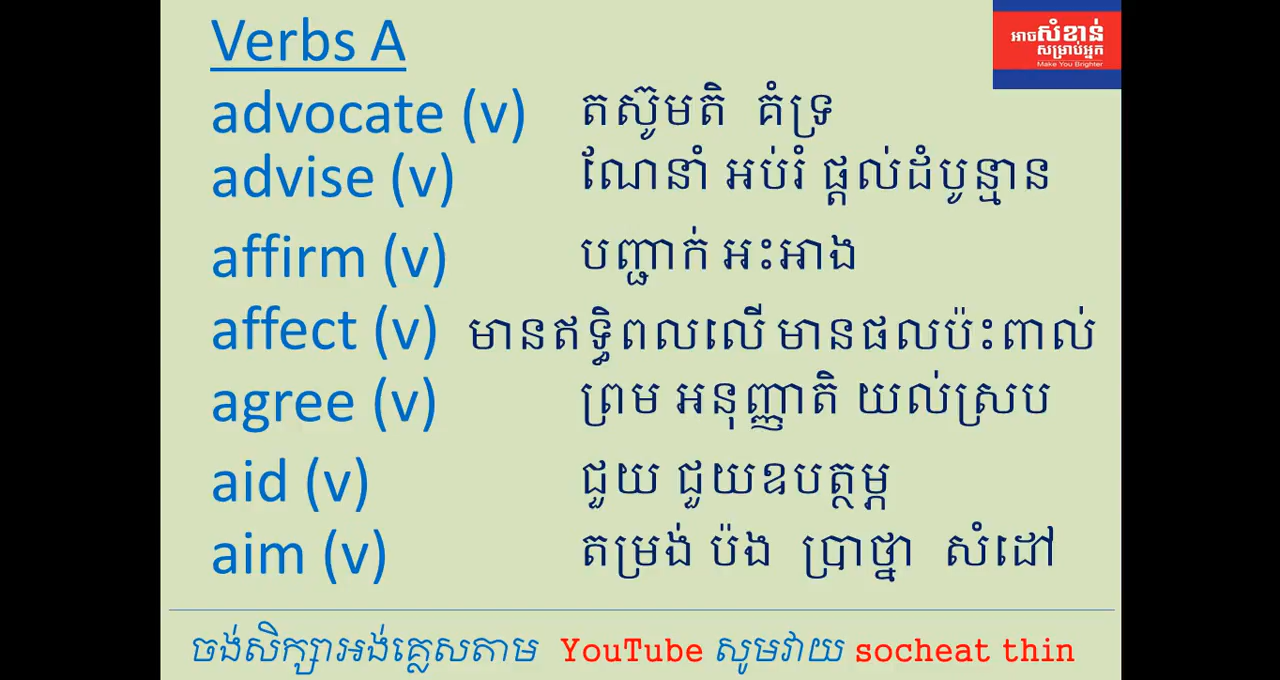 Verbs A
អាចសំខាន់
សម្រាប់អ្នក
Make You Brighter
advocate (v) តស៊ូមតិ គំទ្រ
advise (v) ណែនាំ អប់រំ ផ្តល់ដំបូន្មាន
affirm (v) បញ្ជាក់ អះអាង
affect (v) មានឥទ្ធិពលលើ មានផលប៉ះពាល់
agree (v) ព្រម អនុញ្ញាតិ យល់ស្រប
aid (v) ជួយ ជួយឧបត្ថម្ភ
aim (v) តម្រង់ ប៉ង ប្រាថ្នា សំដៅ
ចង់សិក្សាអង់គ្លេសតាម YouTube សូមវាយ socheat thin